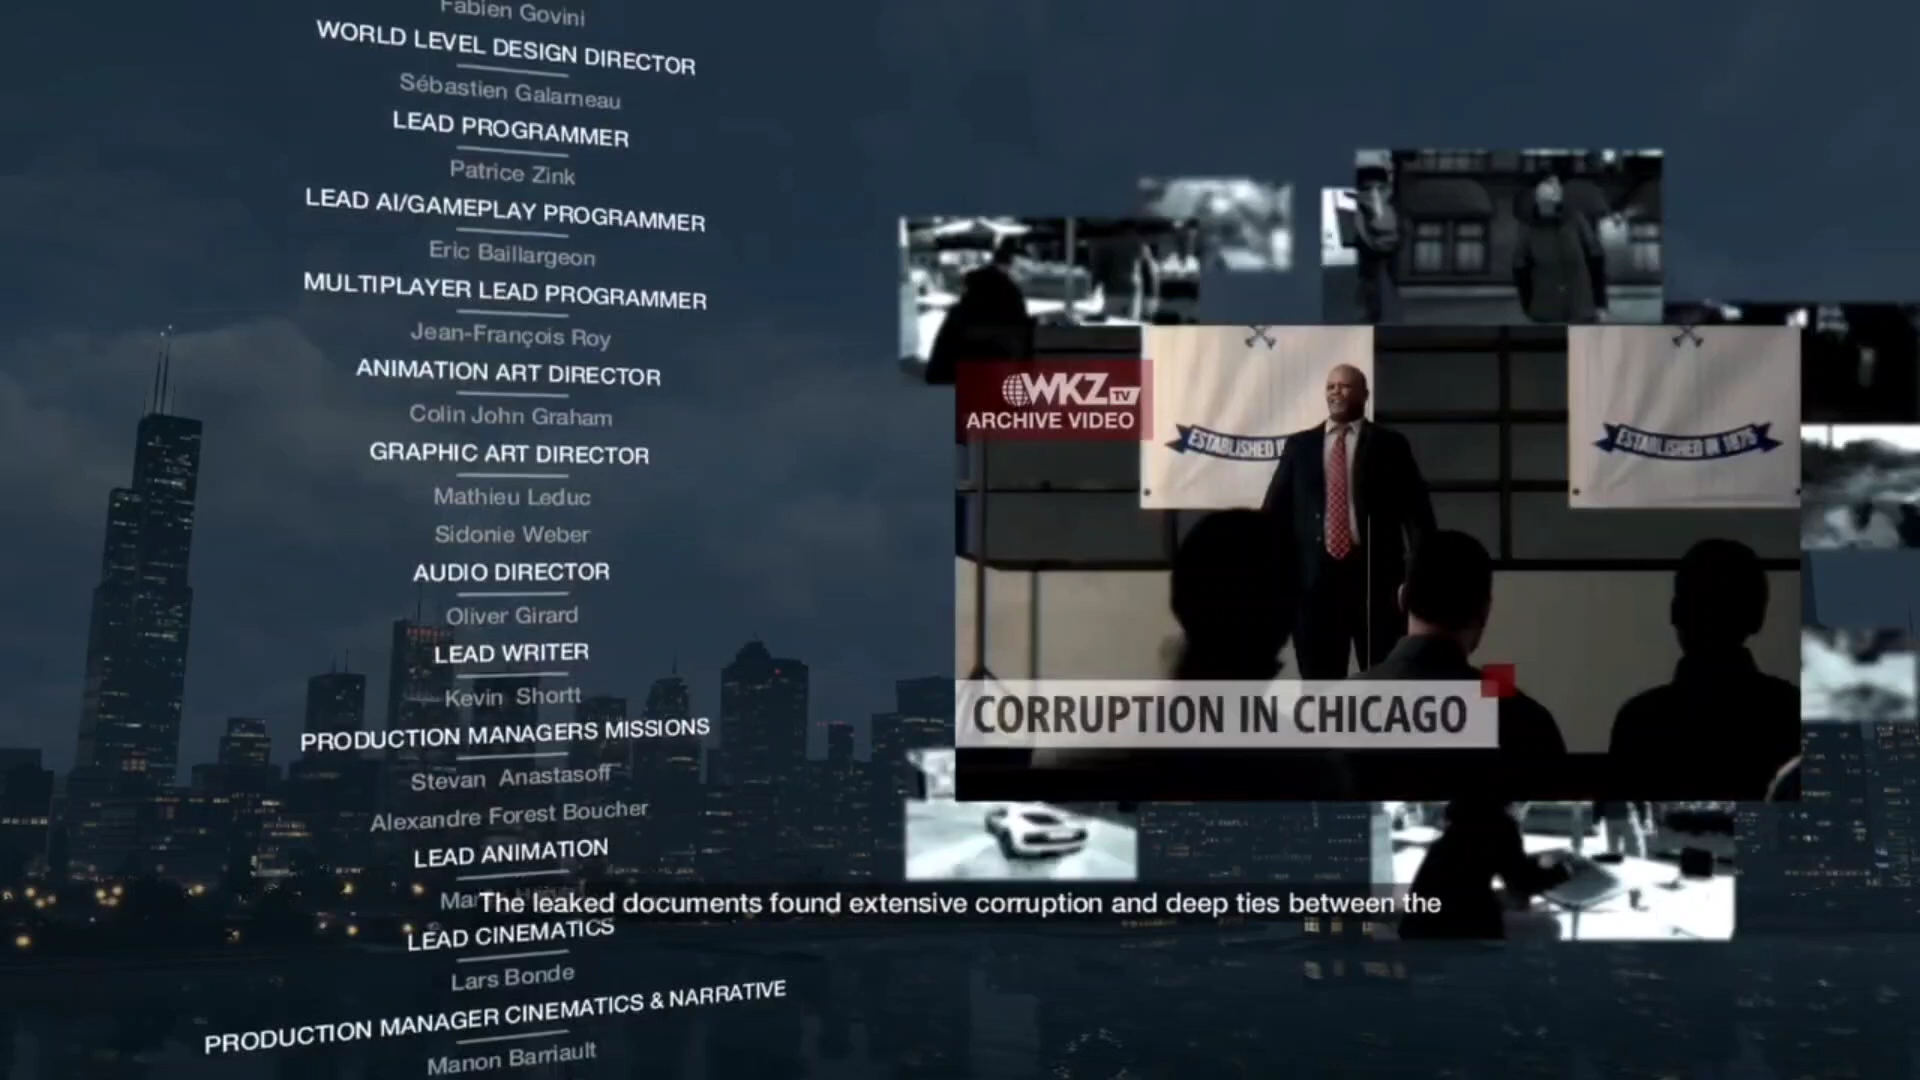 Fabien Govini
WORLD LEVEL DESIGN DIRECTOR
Sébastien Galarneau
LEAD PROGRAMMER
Patrice Zink
LEAD AI/GAMEPLAY PROGRAMMER
Eric Baillargeon
MULTIPLAYER LEAD PROGRAMMER
Jean-François Roy
ANIMATION ART DIRECTOR
Colin John Graham
GRAPHIC ART DIRECTOR
Mathieu Leduc
Sidonie Weber
AUDIO DIRECTOR
Oliver Girard
LEAD WRITER
Kevin Shortt
PRODUCTION MANAGERS MISSIONS
Stevan Anastasoff
Alexandre Forest Boucher
LEAD ANIMATION
LEAD CINEMATICS
Lars Bonde
PRODUCTION MANAGER CINEMATICS & NARRATIVE
Manon Barriault
WKZ TV
ARCHIVE VIDEO
ESTABLISHED I
ESTABLISHED IN 1875
CORRUPTION IN CHICAGO
The leaked documents found extensive corruption and deep ties between the